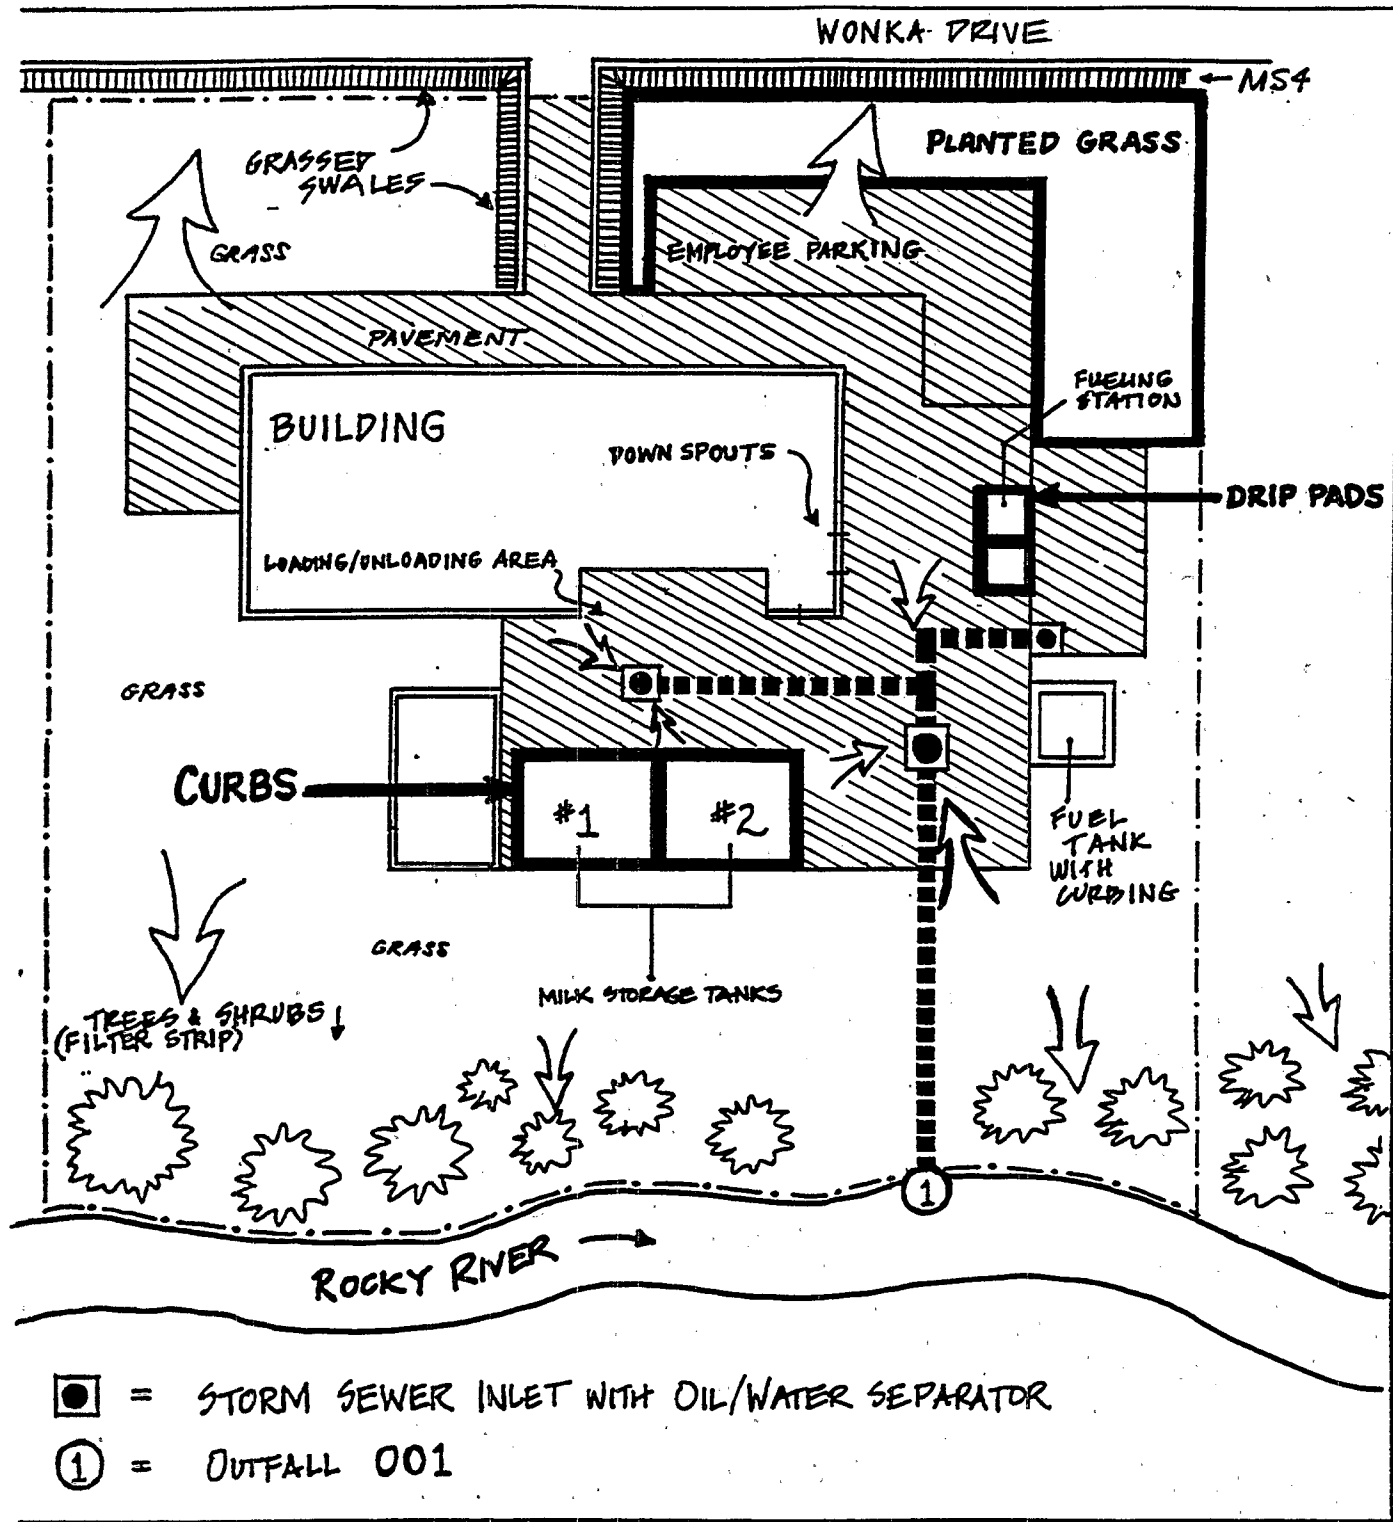 WONKA DRIVE
MS4
PLANTED GRASS
GRASSED
SWALES
GRASS
EMPLOYEE PARKING
PAVEMENT
FUELING
STATION
BUILDING
DOWN SPOUTS
DRIP PADS
LOADING/UNLOADING AREA
GRASS
CURBS
#1
#2
FUEL
TANK
WITH
CURBING
GRASS
MILK STORAGE TANKS
TREES & SHRUBS
(FILTER STRIP)
1
ROCKY RIVER
= STORM SEWER INLET WITH OIL/WATER SEPARATOR
1 = OUTFALL 001